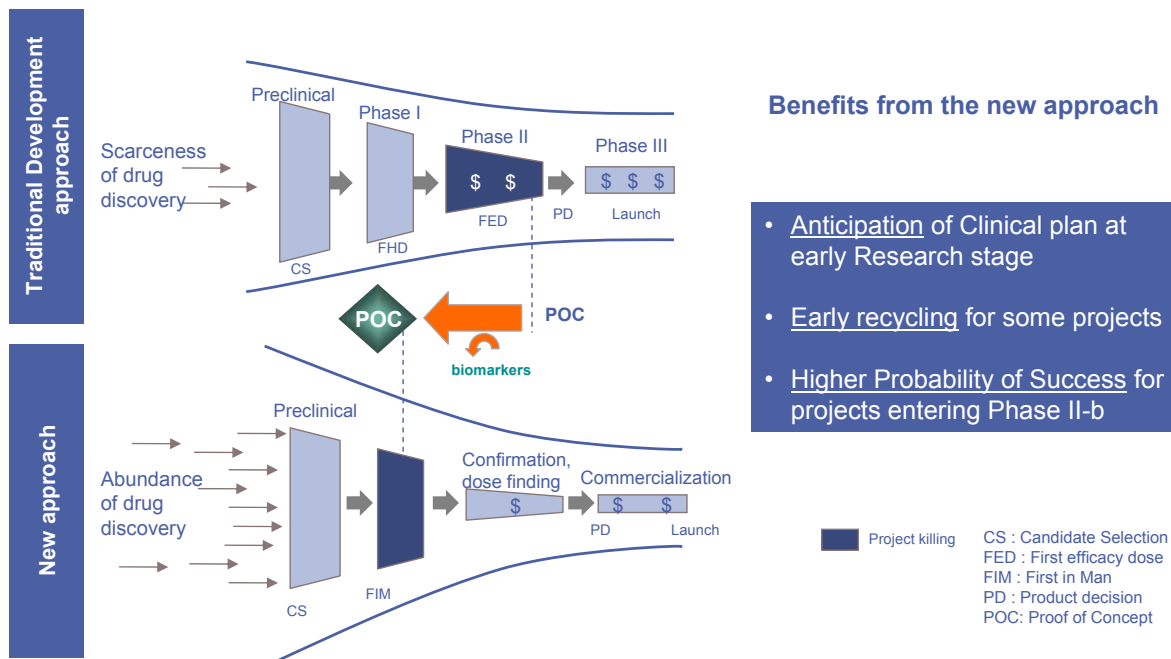 Traditional Development
approach
Preclinical
Phase I
Phase II
Phase III
Scarceness
of drug
discovery
$ $
$ $ $
CS
FHD
FED
PD
Launch
POC
POC
biomarkers
New approach
Preclinical
Abundance
of drug
discovery
Confirmation,
dose finding
Commercialization
$
$ $
CS
FIM
PD
Launch
Benefits from the new approach
• Anticipation of Clinical plan at
early Research stage
• Early recycling for some projects
• Higher Probability of Success for
projects entering Phase II-b
Project killing
CS : Candidate Selection
FED : First efficacy dose
FIM : First in Man
PD : Product decision
POC: Proof of Concept